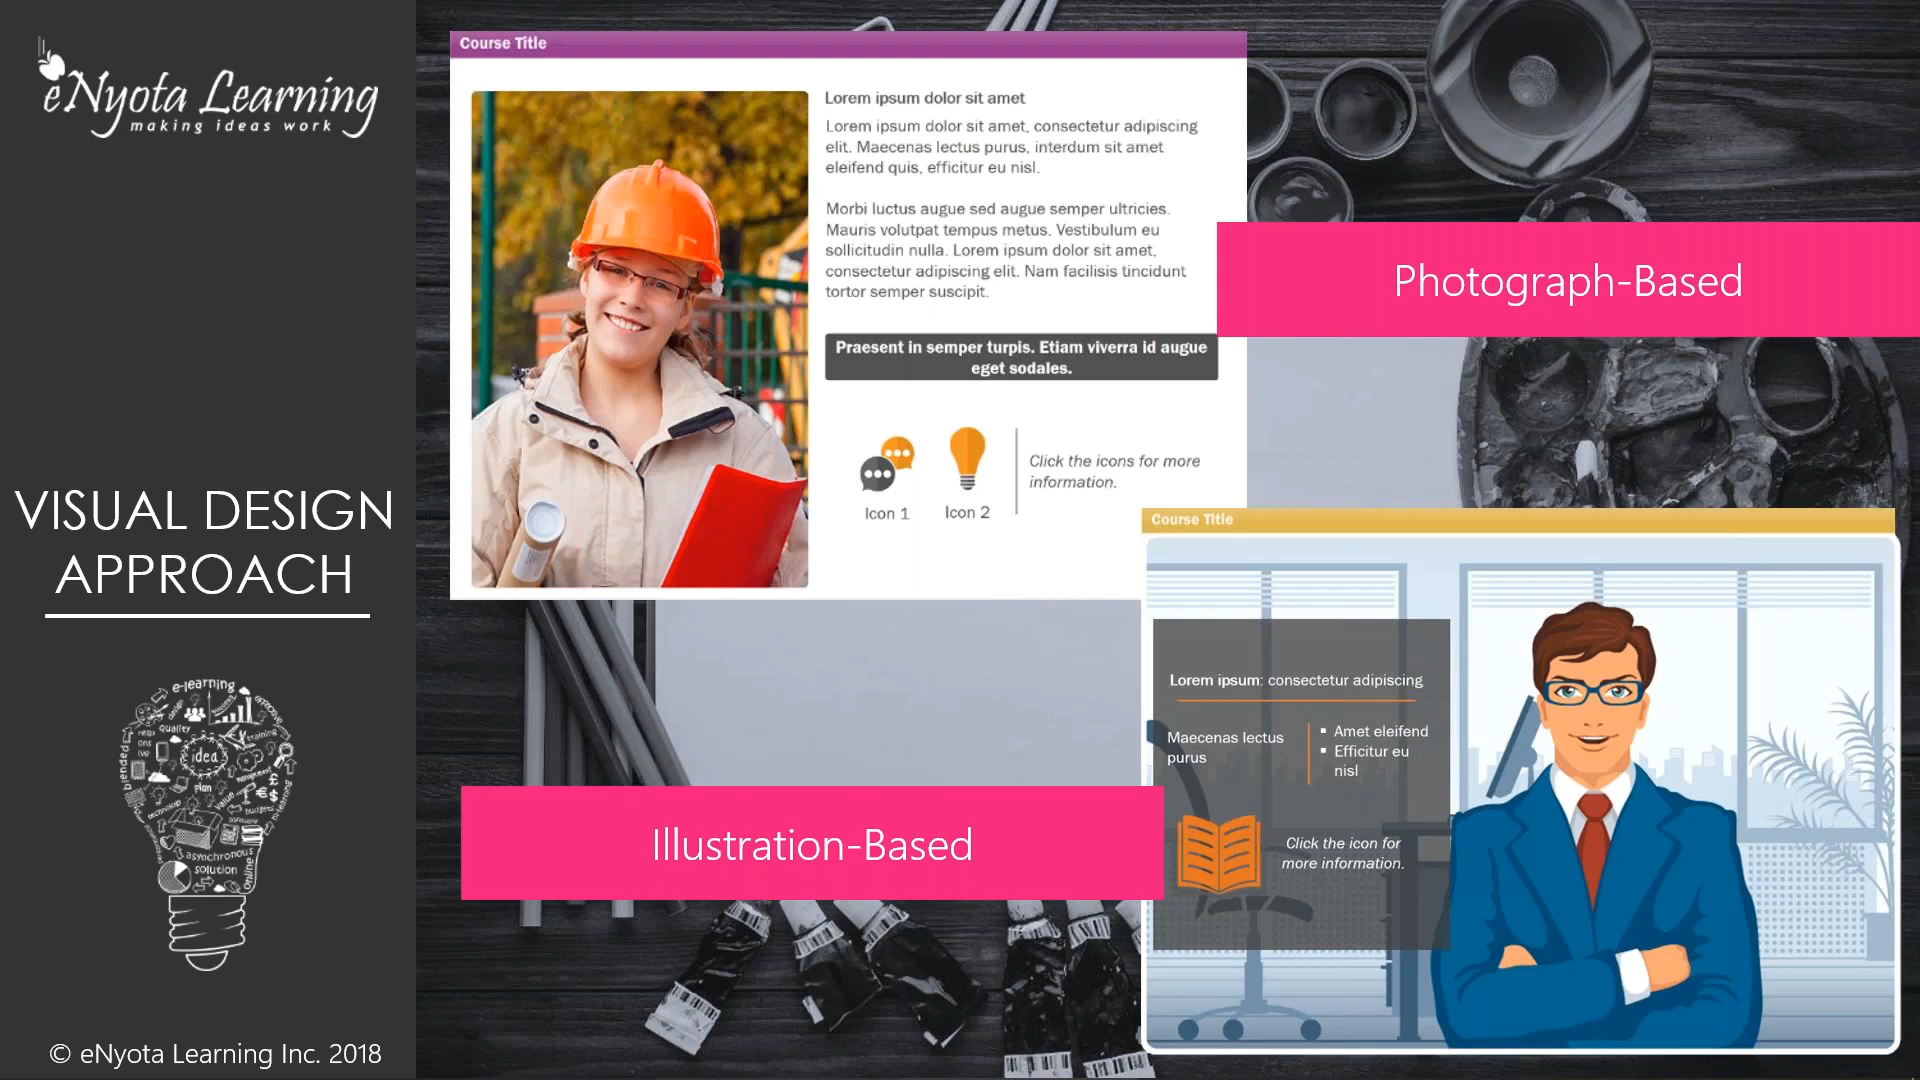 eNyota Learning
making ideas work
VISUAL DESIGN
APPROACH
e-learning
quality
idea
plan
training
blended
value
software
asynchronous
solution
online
© eNyota Learning Inc. 2018
Course Title
Lorem ipsum dolor sit amet
Lorem ipsum dolor sit amet, consectetur adipiscing
elit. Maecenas lectus purus, interdum sit amet
eleifend quis, efficitur eu nisl.
Morbi luctus augue sed augue semper ultricies.
Mauris volutpat tempus metus. Vestibulum eu
sollicitudin nulla. Lorem ipsum dolor sit amet,
consectetur adipiscing elit. Nam facilisis tincidunt
tortor semper suscipit.
Praesent in semper turpis. Etiam viverra id augue
eget sodales.
Icon 1
Icon 2
Click the icons for more
information.
Photograph-Based
Illustration-Based
Course Title
Lorem ipsum: consectetur adipiscing
Maecenas lectus
purus
▪ Amet eleifend
▪ Efficitur eu
nisl
Click the icon for
more information.